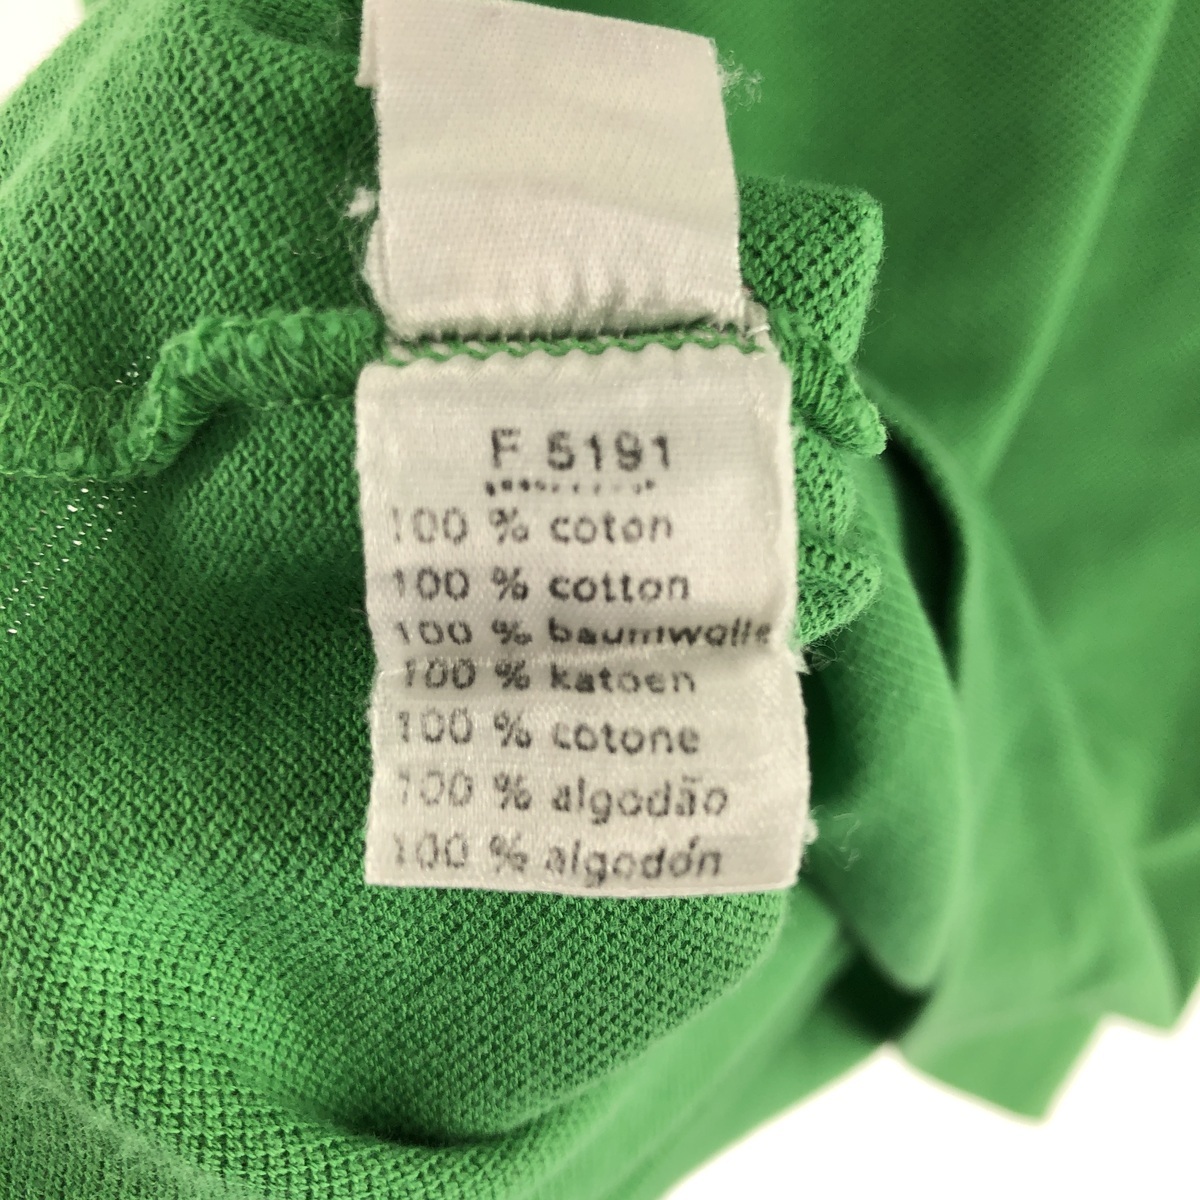 F 5191
100 % coton
100 % cotton
100 % baumwolle
100 % katoen
100 % cotone
100 % algodão
100 % algodón